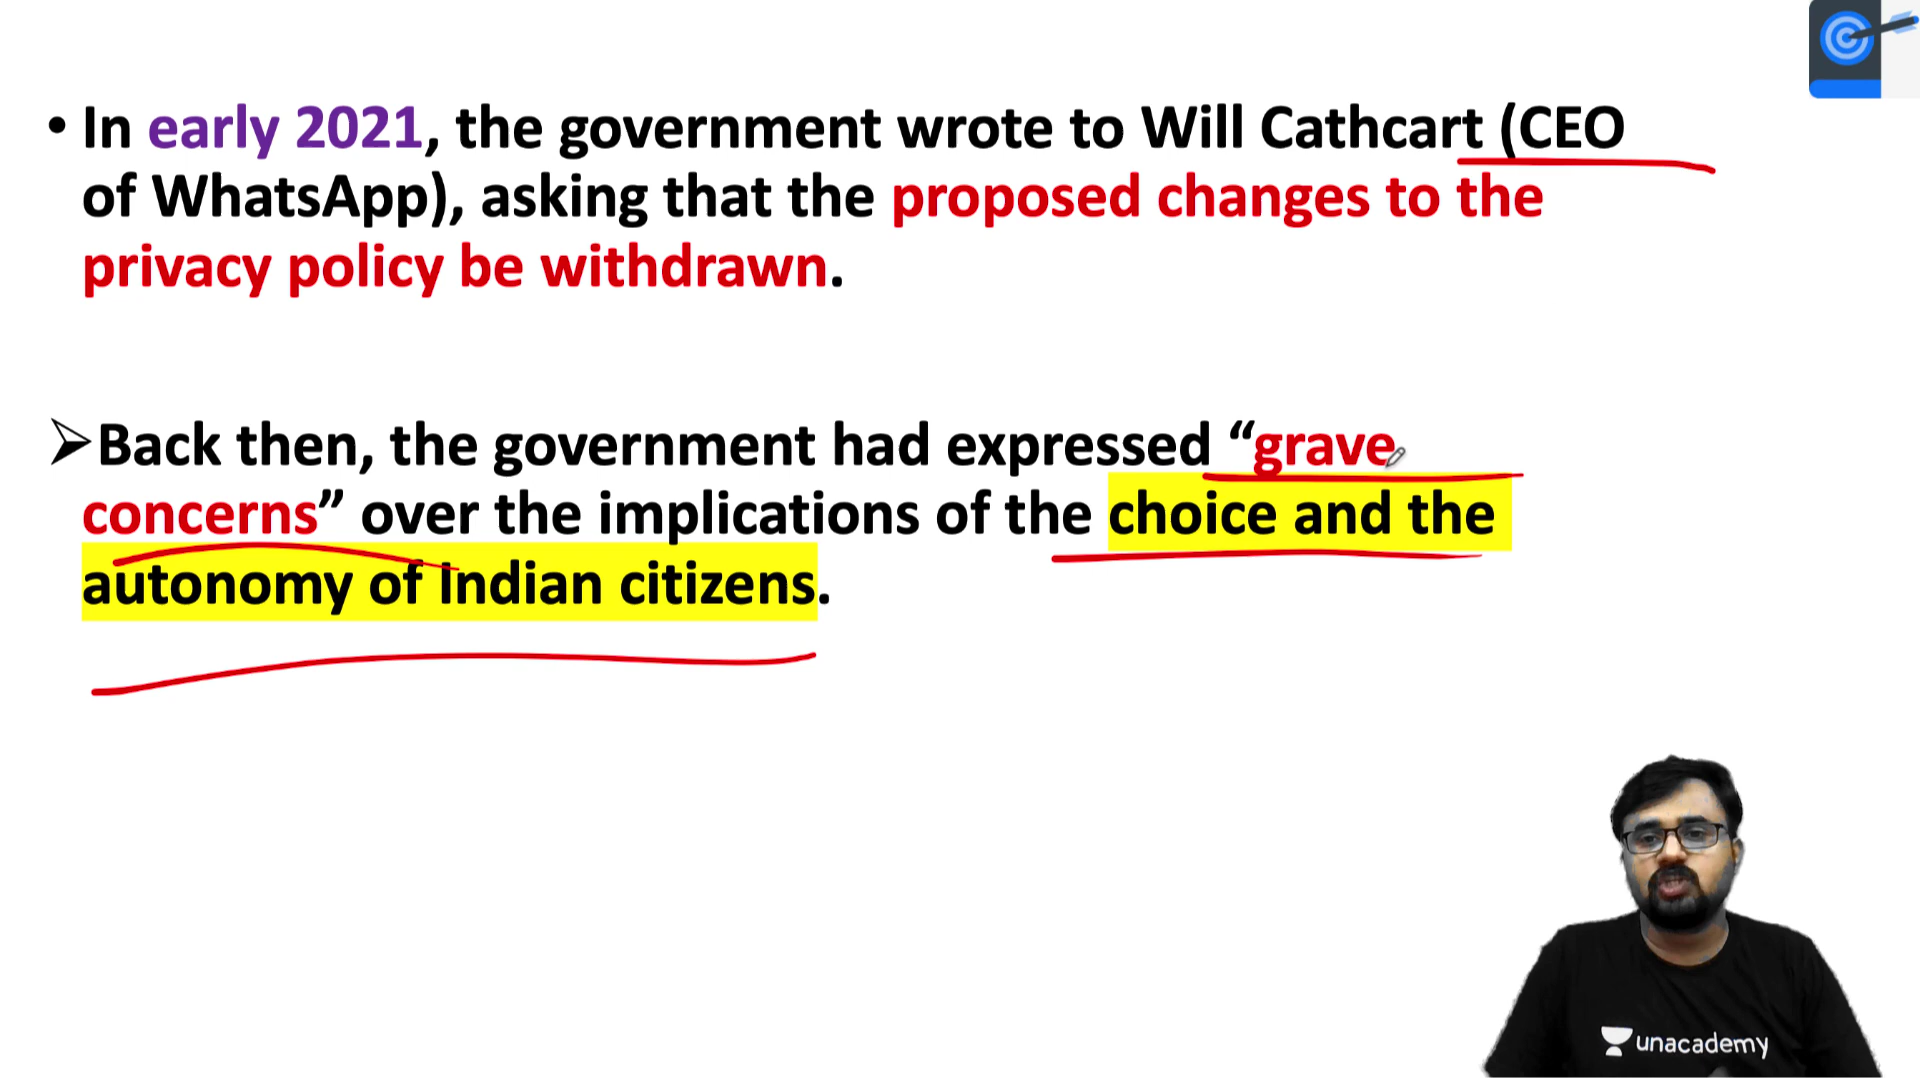 • In early 2021, the government wrote to Will Cathcart (CEO
of WhatsApp), asking that the proposed changes to the
privacy policy be withdrawn.
➢Back then, the government had expressed “grave
concerns” over the implications of the choice and the
autonomy of Indian citizens.
unacademy